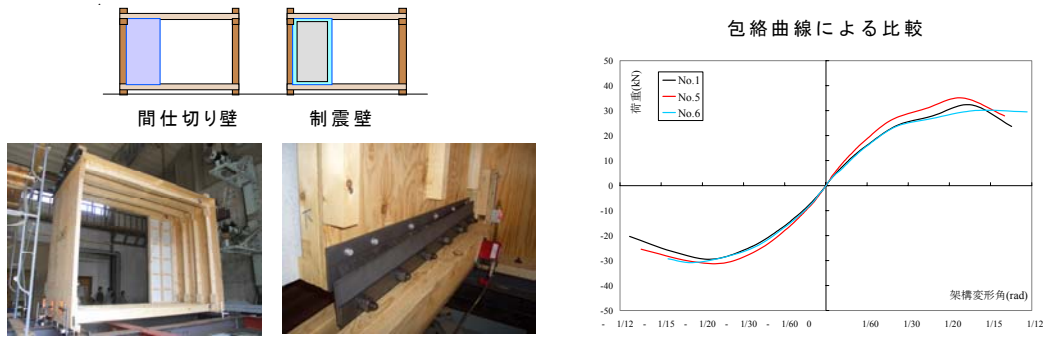 間仕切り壁
制震壁
包絡曲線による比較
荷重(kN)
No.1
No.5
No.6
50
40
30
20
10
0
-10
-20
-30
-40
-50
架構変形角(rad)
- 1/12 - 1/15 - 1/20 - 1/30 - 1/60 0 1/60 1/30 1/20 1/15 1/12